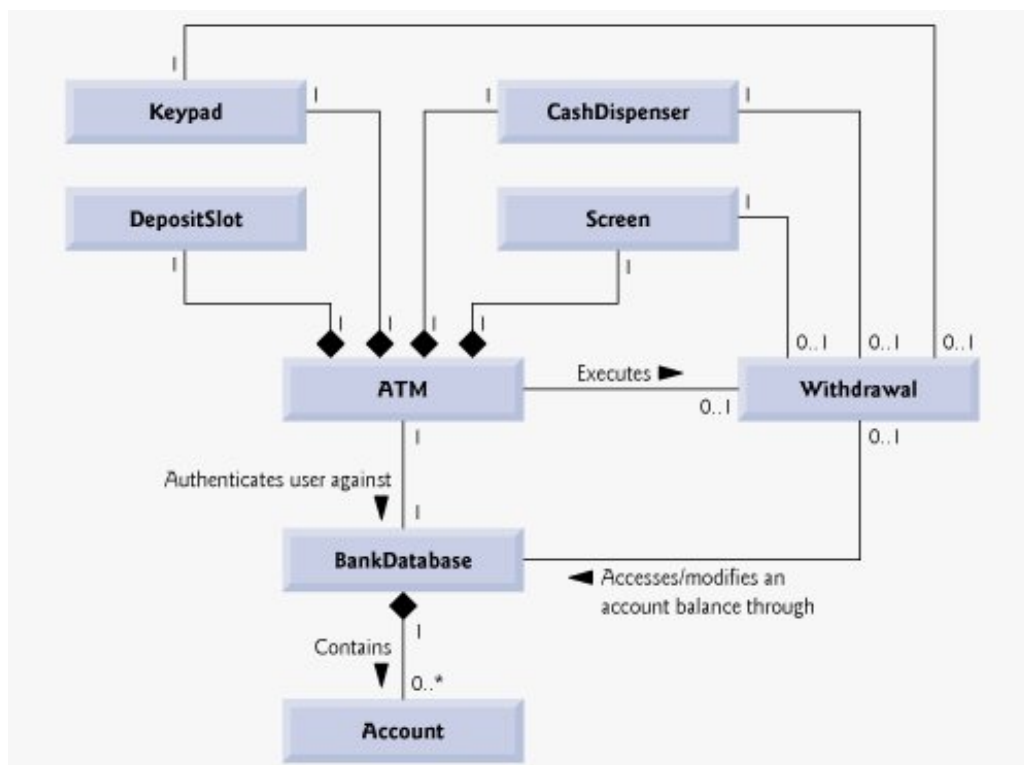 1
Keypad
1
1
CashDispenser
1
DepositSlot
Screen
1
1
1
1
1
1
1
0..1
0..1
0..1
ATM
Executes
0..1
Withdrawal
1
0..1
Authenticates user against
1
BankDatabase
Accesses/modifies an
account balance through
1
Contains
0..*
Account